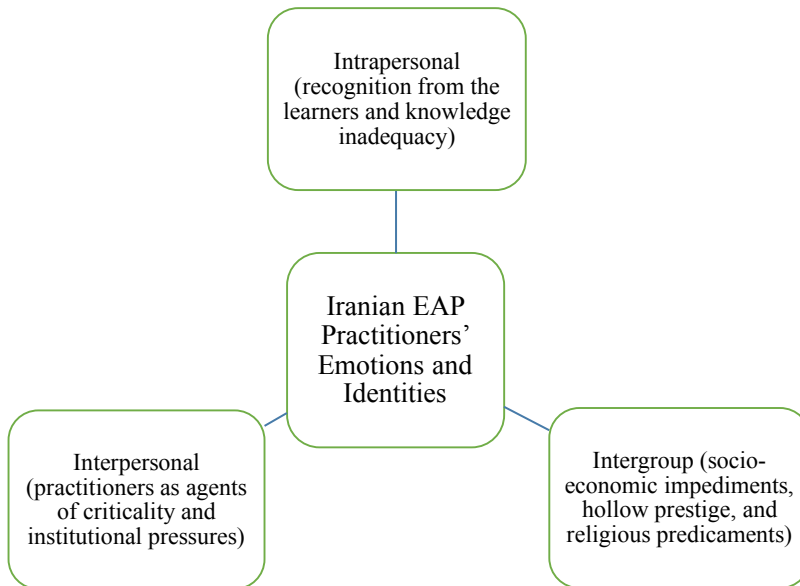 Intrapersonal
(recognition from the
learners and knowledge
inadequacy)
Iranian EAP
Practitioners’
Emotions and
Identities
Interpersonal
(practitioners as agents
of criticality and
institutional pressures)
Intergroup (socio-
economic impediments,
hollow prestige, and
religious predicaments)